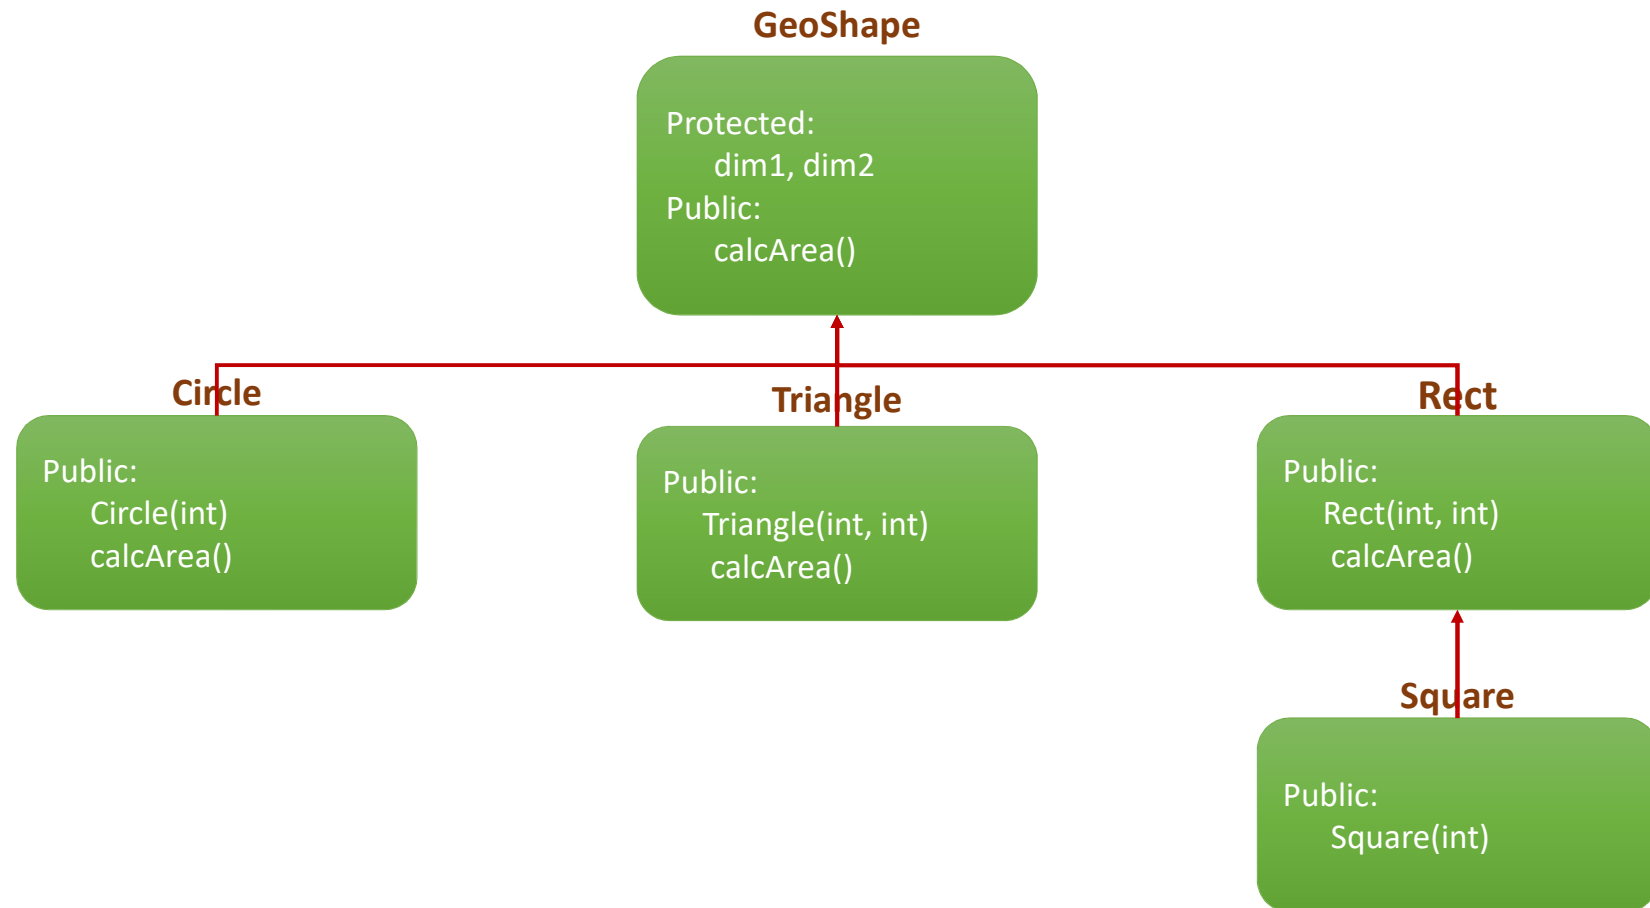 GeoShape
Protected:
dim1, dim2
Public:
calcArea()
Circle
Public:
Circle(int)
calcArea()
Triangle
Public:
Triangle(int, int)
calcArea()
Rect
Public:
Rect(int, int)
calcArea()
Square
Public:
Square(int)